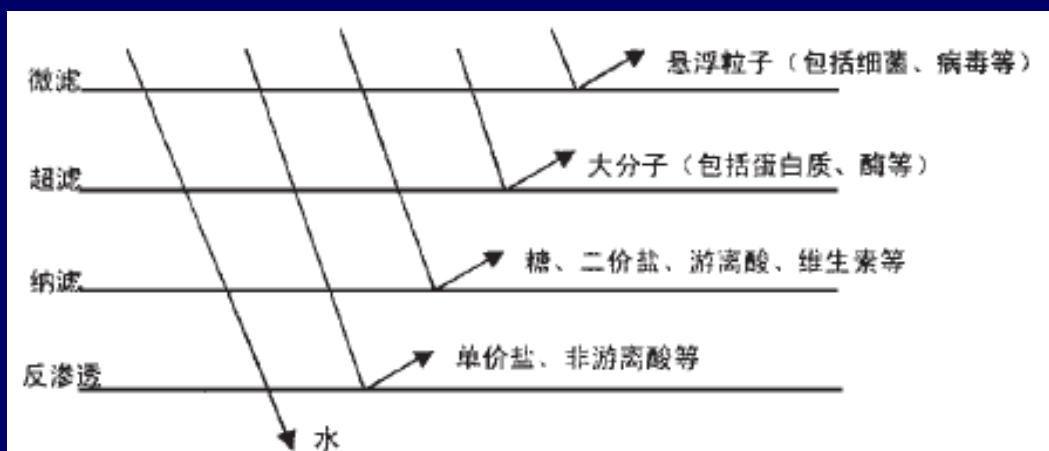 微滤
悬浮粒子（包括细菌、病毒等）
超滤
大分子（包括蛋白质、酶等）
纳滤
糖、二价盐、游离酸、维生素等
反渗透
单价盐、非游离酸等
水